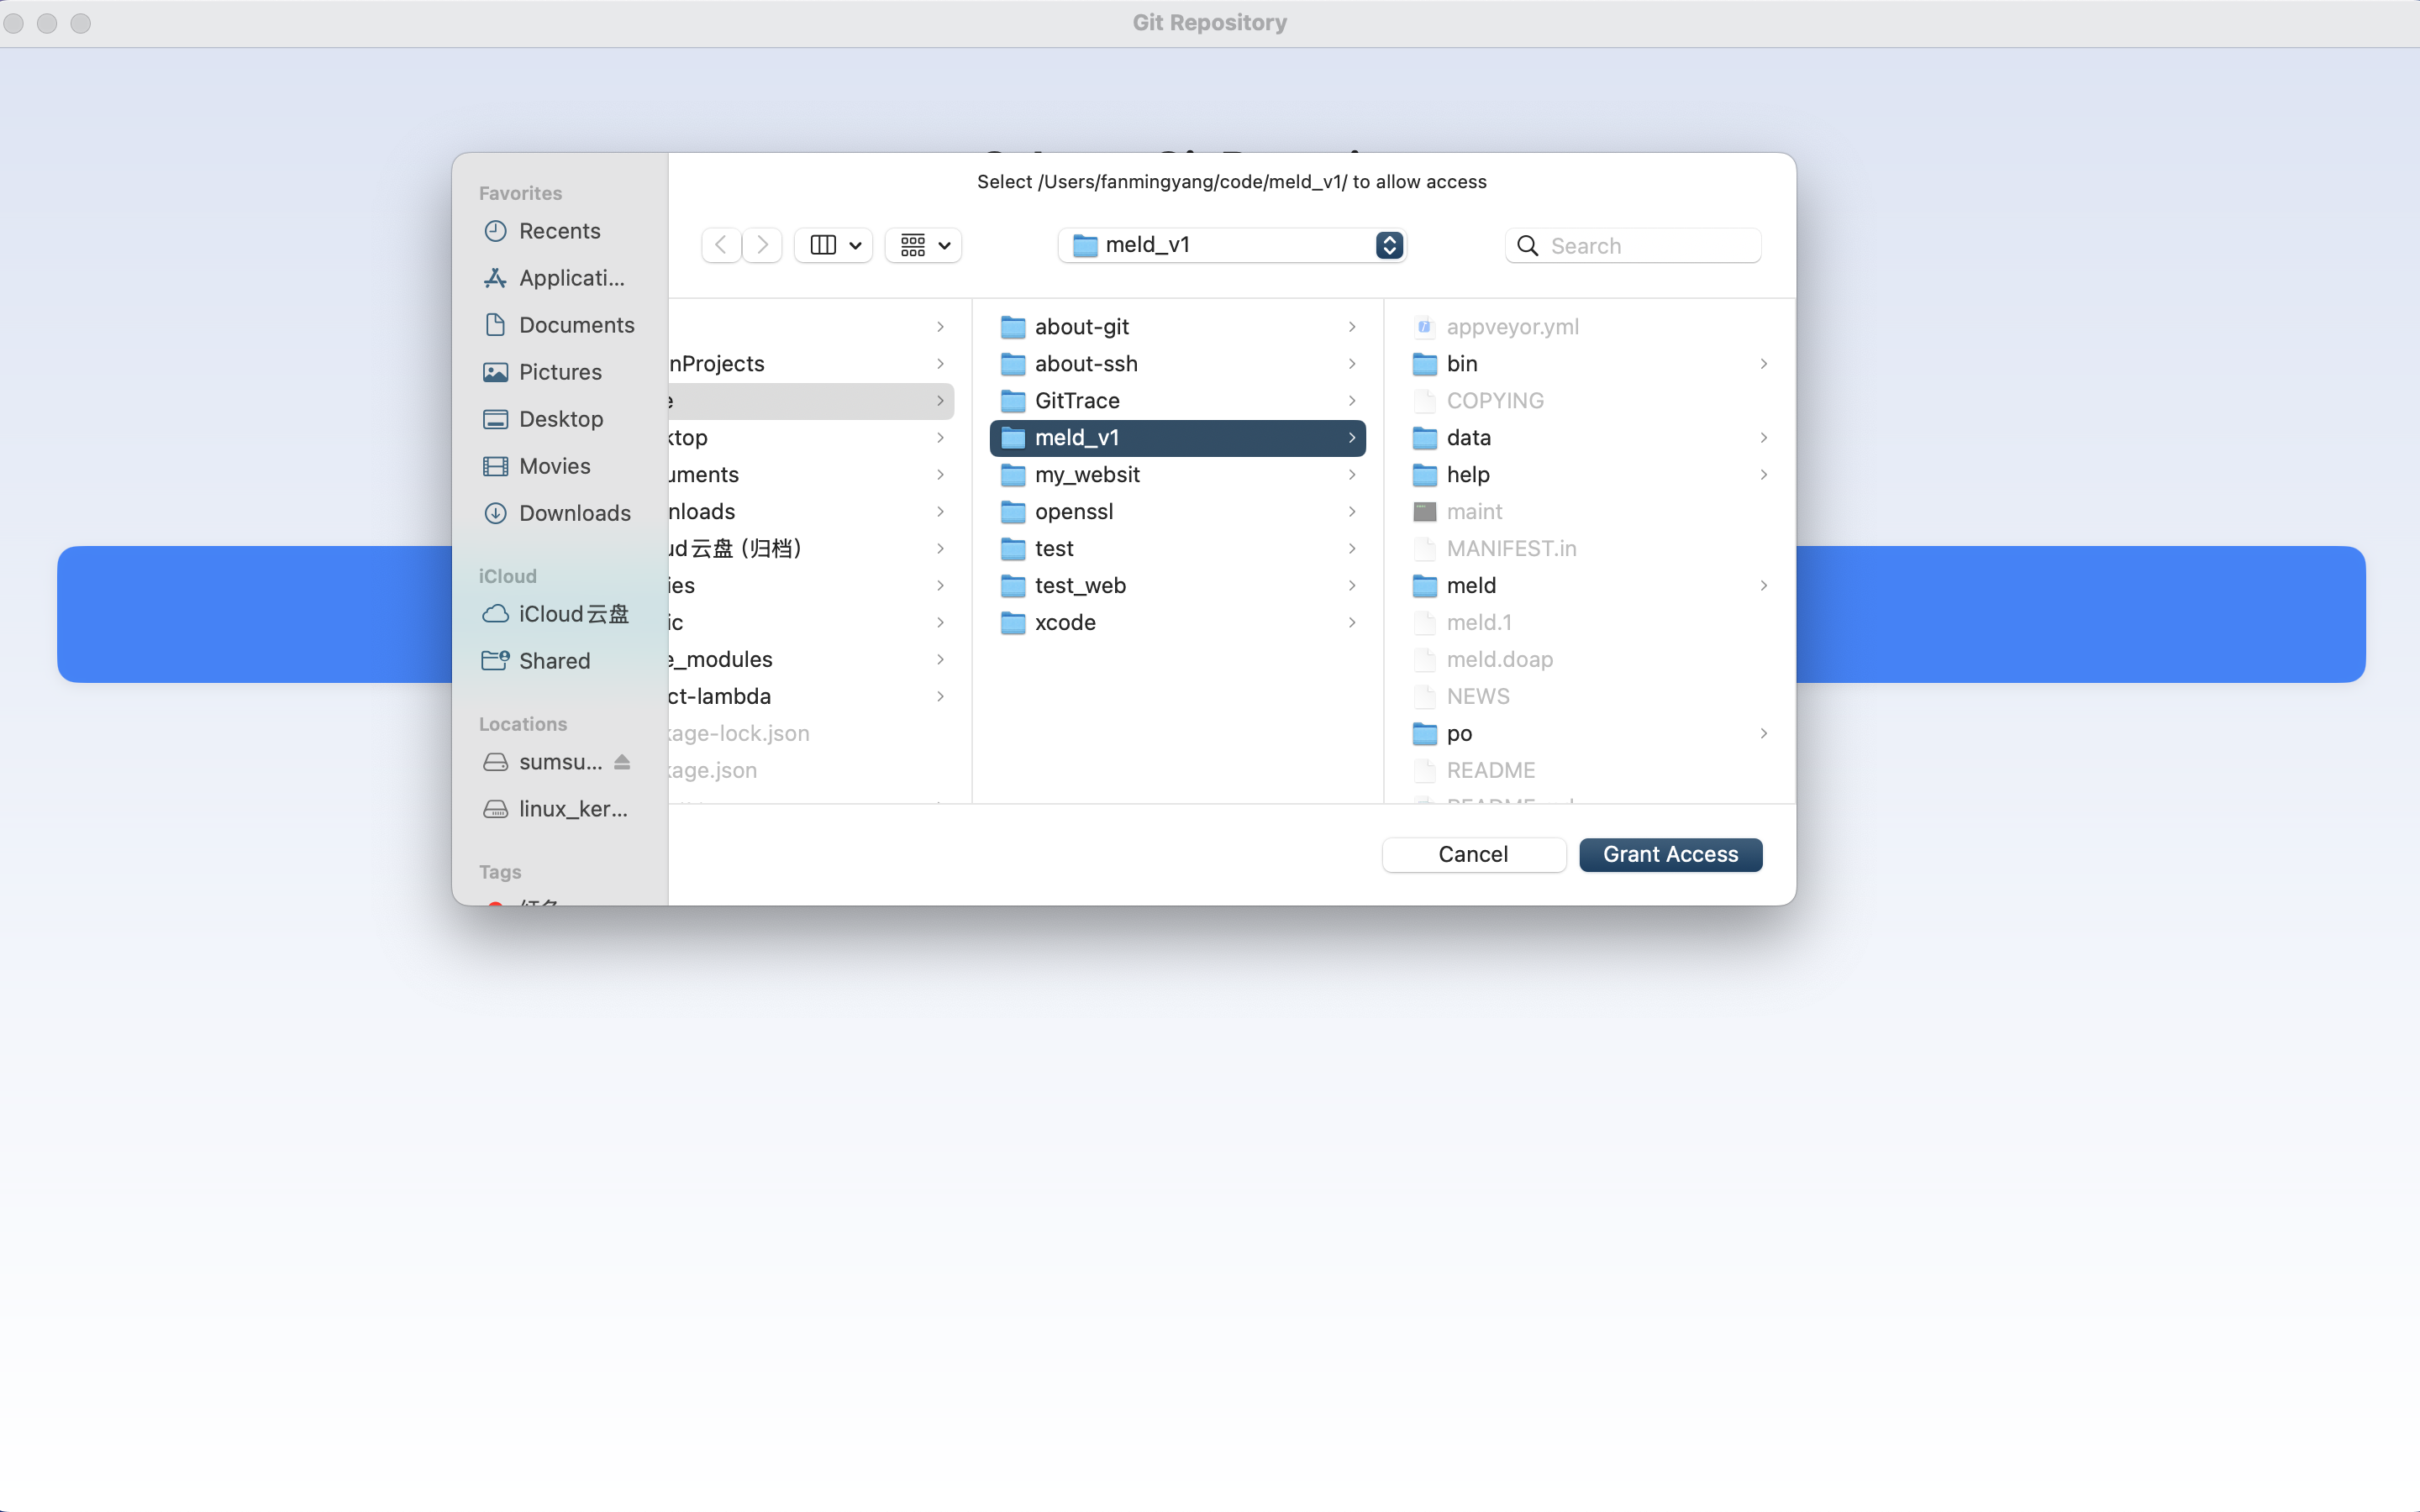 Git Repository
Select /Users/fanmingyang/code/meld_v1/ to allow access
meld_v1
Search
Favorites
Recents
Applicati...
Documents
Pictures
Desktop
Movies
Downloads
iCloud
iCloud云盘
Shared
Locations
sumsu...
linux_ker...
Tags
nProjects
ktop
uments
nloads
ud云盘 (归档)
ies
ic
e_modules
ct-lambda
kage-lock.json
kage.json
about-git
about-ssh
GitTrace
meld_v1
my_websit
openssl
test
test_web
xcode
appveyor.yml
bin
COPYING
data
help
maint
MANIFEST.in
meld
meld.1
meld.doap
NEWS
po
README
Cancel
Grant Access